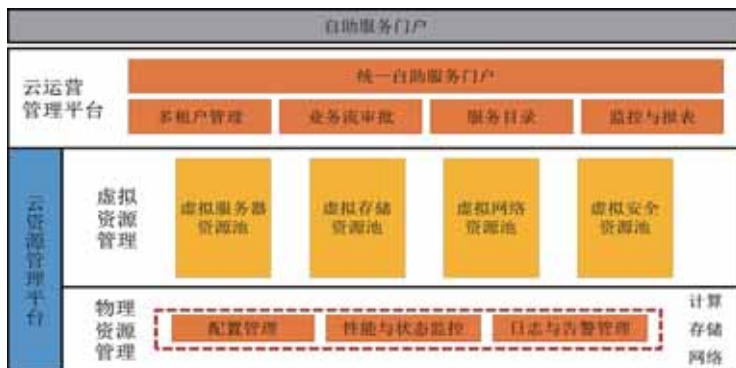 自助服务门户
云运营
管理平台
统一自助服务门户
多租户管理
业务流审批
服务目录
监控与报表
云资源管理平台
虚拟
资源
管理
虚拟服务器
资源池
虚拟存储
资源池
虚拟网络
资源池
虚拟安全
资源池
物理
资源
管理
配置管理
性能与状态监控
日志与告警管理
计算
存储
网络